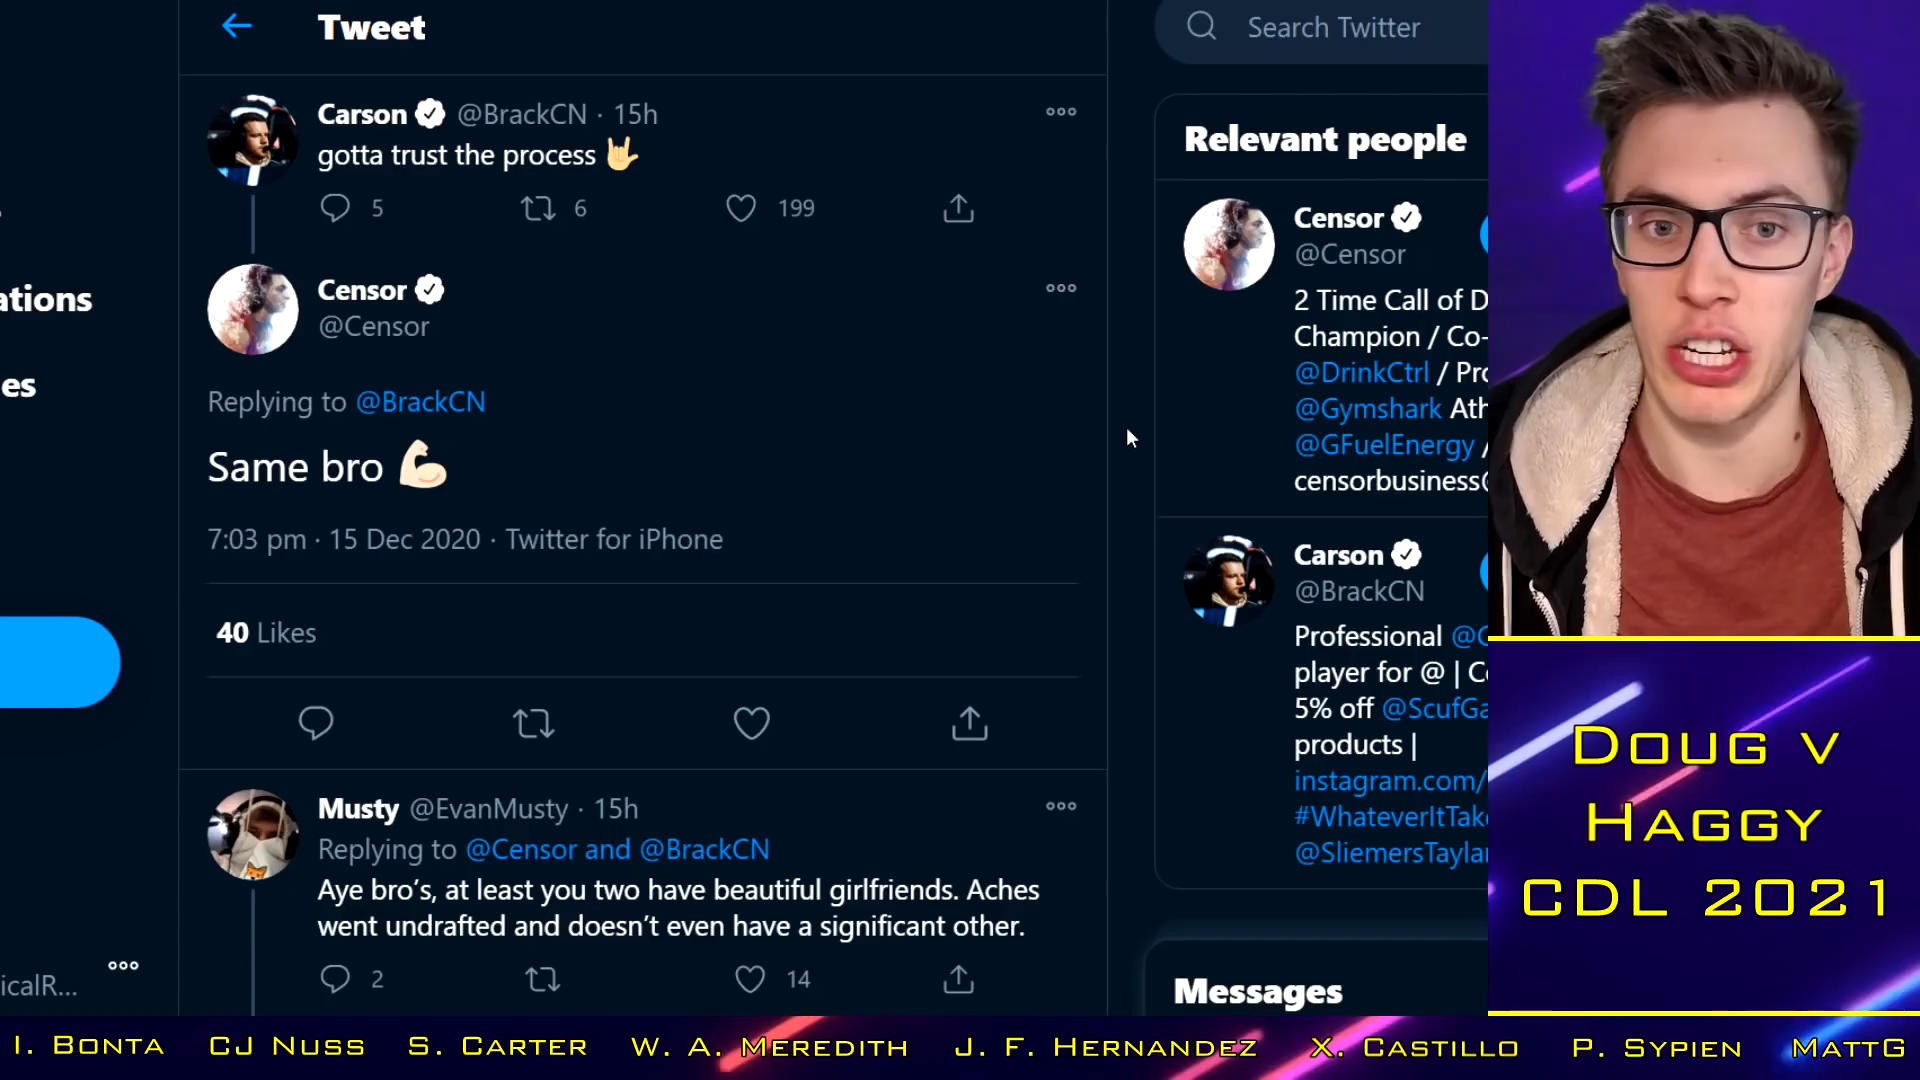 Tweet
Search Twitter
Carson @BrackCN · 15h
gotta trust the process
5 6 199
Censor
@Censor
Replying to @BrackCN
Same bro
7:03 pm · 15 Dec 2020 · Twitter for iPhone
40 Likes
Musty @EvanMusty · 15h
Replying to @Censor and @BrackCN
Aye bro’s, at least you two have beautiful girlfriends. Aches
went undrafted and doesn’t even have a significant other.
2 14
ations
es
icalR...
Relevant people
Censor
@Censor
2 Time Call of D
Champion / Co-
@DrinkCtrl / Pro
@Gymshark Ath
@GFuelEnergy /
censorbusiness@
Carson
@BrackCN
Professional @C
player for @ | Co
5% off @ScufGa
products |
instagram.com/
#WhateverItTake
@SliemersTaylar
Messages
Doug v
Haggy
CDL 2021
I. Bonta CJ Nuss S. Carter W. A. Meredith J. F. Hernandez X. Castillo P. Sypien MattG